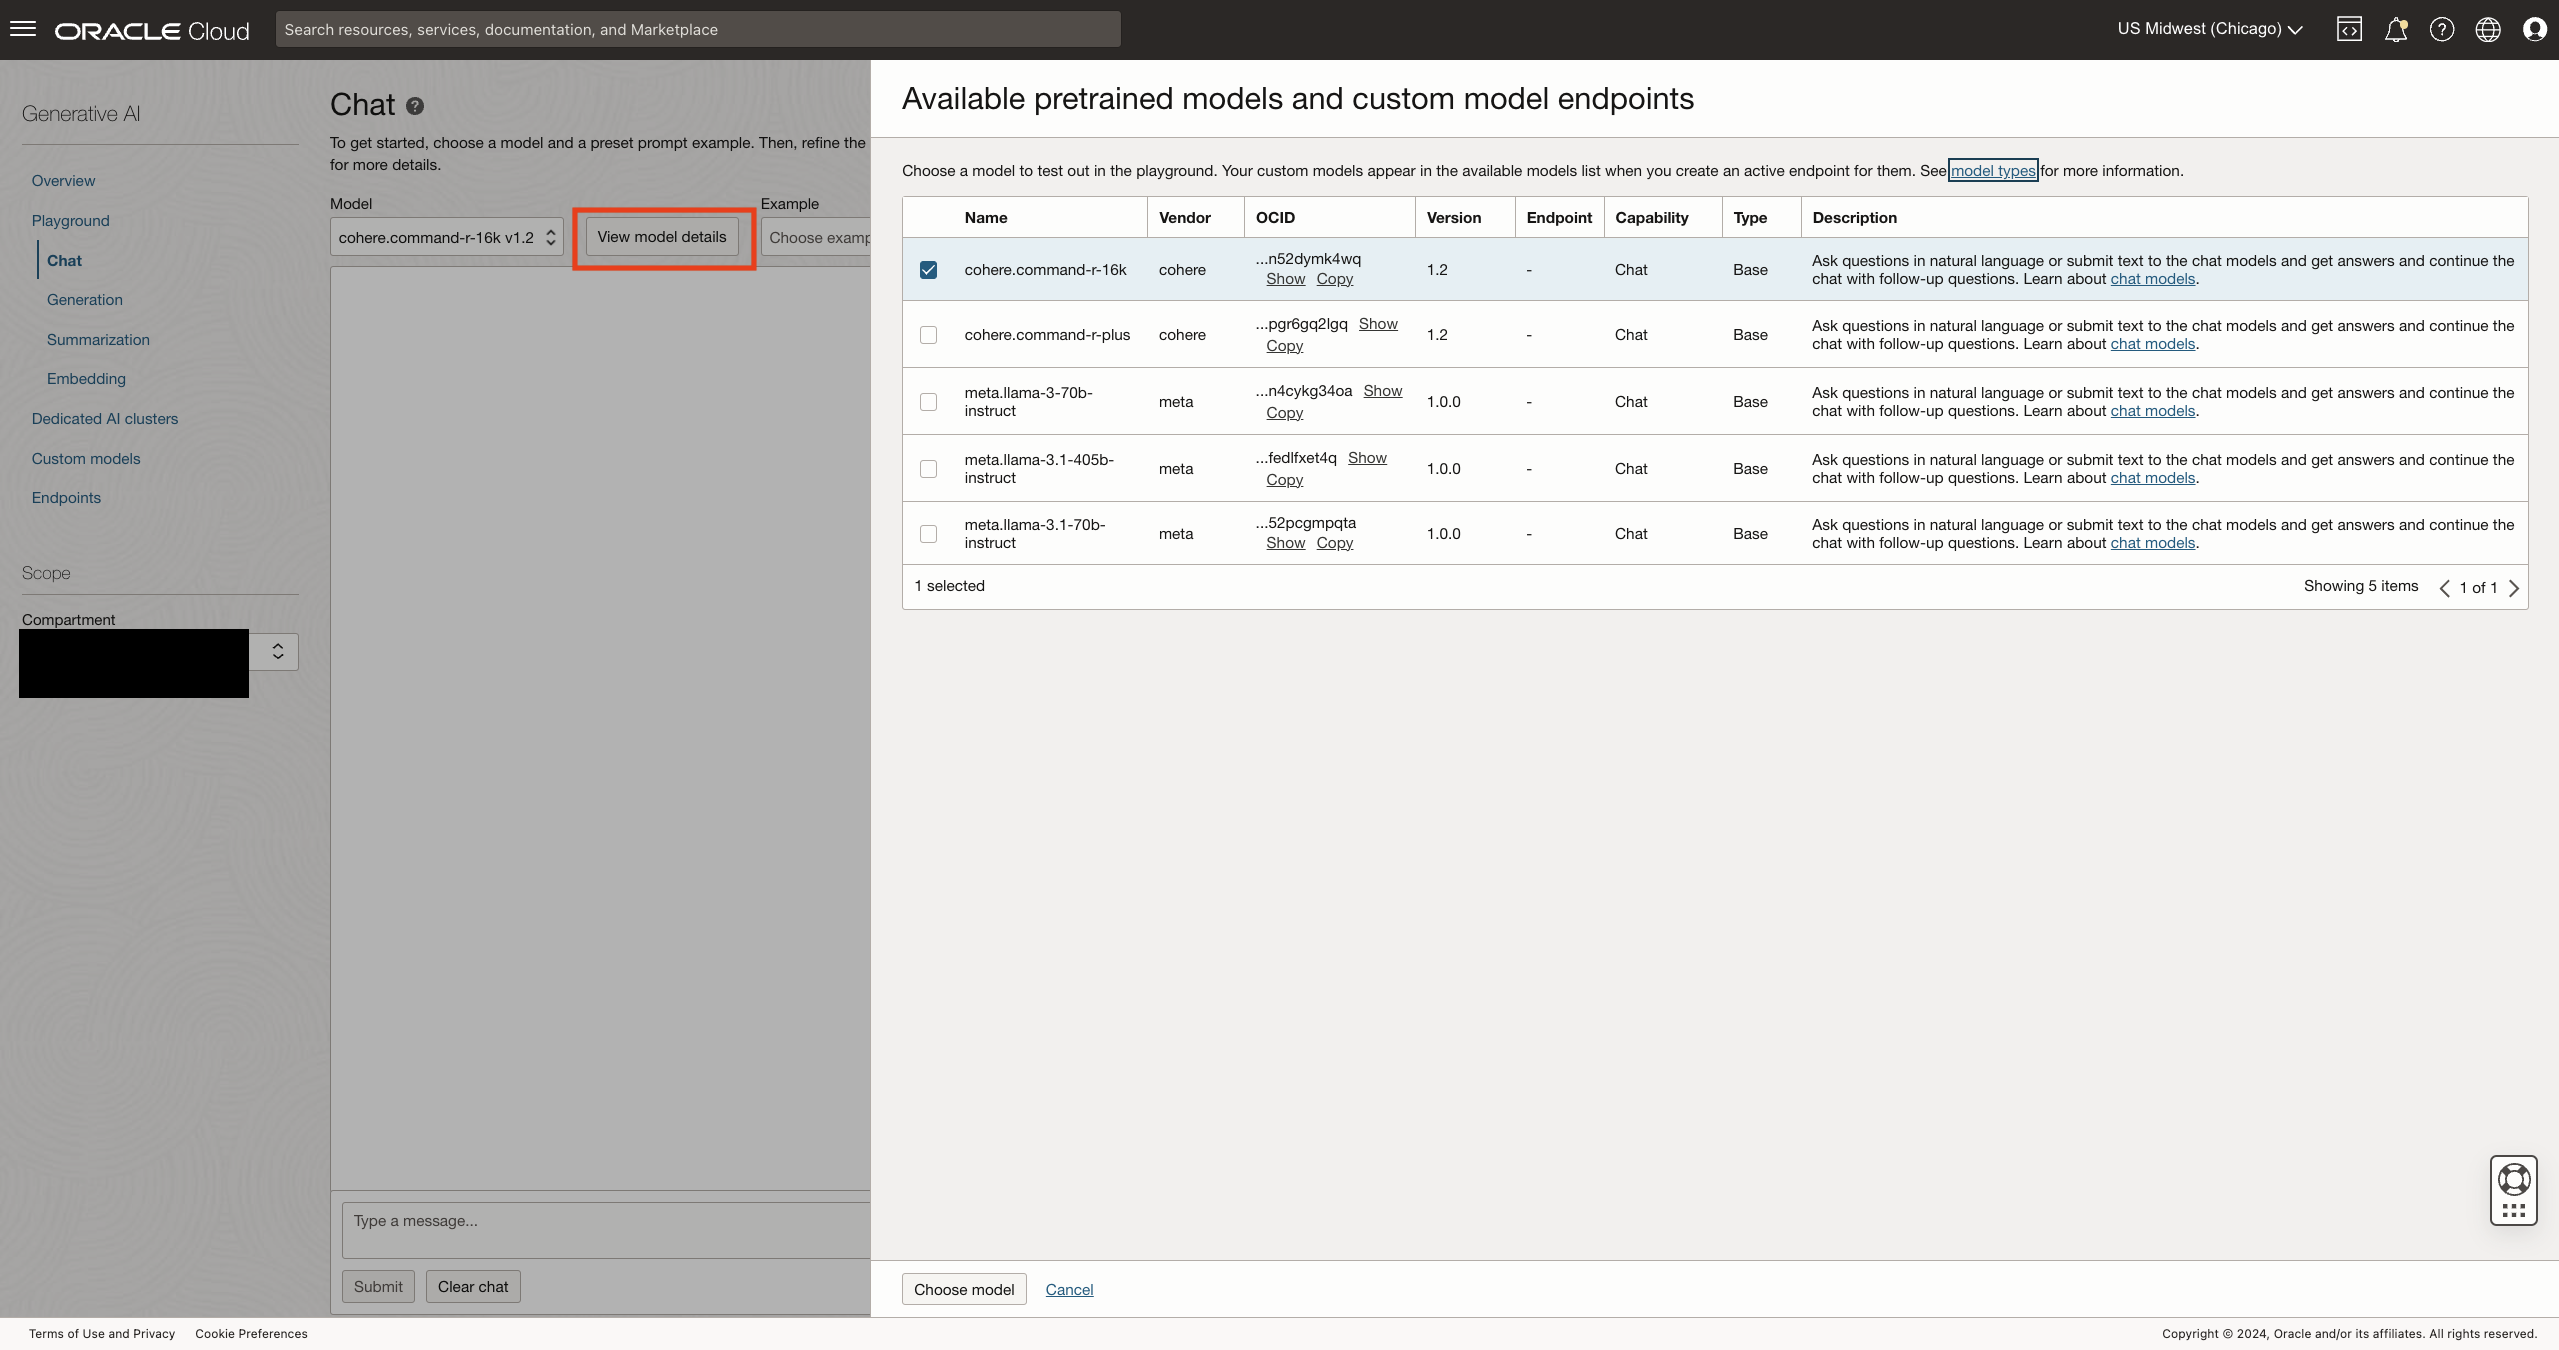 ORACLE Cloud
Search resources, services, documentation, and Marketplace
US Midwest (Chicago)
Generative AI
Overview
Playground
Chat
Generation
Summarization
Embedding
Dedicated AI clusters
Custom models
Endpoints
Scope
Compartment
Chat ?
To get started, choose a model and a preset prompt example. Then, refine the
for more details.
Model
Example
cohere.command-r-16k v1.2
View model details
Choose examp
Type a message...
Submit
Clear chat
Available pretrained models and custom model endpoints
Choose a model to test out in the playground. Your custom models appear in the available models list when you create an active endpoint for them. See model types for more information.
Name Vendor OCID Version Endpoint Capability Type Description
cohere.command-r-16k cohere ...n52dymk4wq Show Copy 1.2 - Chat Base Ask questions in natural language or submit text to the chat models and get answers and continue the
chat with follow-up questions. Learn about chat models.
cohere.command-r-plus cohere ...pgr6gq2lgq Show Copy 1.2 - Chat Base Ask questions in natural language or submit text to the chat models and get answers and continue the
chat with follow-up questions. Learn about chat models.
meta.llama-3-70b-
instruct meta ...n4cykg34oa Show Copy 1.0.0 - Chat Base Ask questions in natural language or submit text to the chat models and get answers and continue the
chat with follow-up questions. Learn about chat models.
meta.llama-3.1-405b-
instruct meta ...fedlfxet4q Show Copy 1.0.0 - Chat Base Ask questions in natural language or submit text to the chat models and get answers and continue the
chat with follow-up questions. Learn about chat models.
meta.llama-3.1-70b-
instruct meta ...52pcgmpqta Show Copy 1.0.0 - Chat Base Ask questions in natural language or submit text to the chat models and get answers and continue the
chat with follow-up questions. Learn about chat models.
1 selected
Showing 5 items 1 of 1
Choose model
Cancel
Terms of Use and Privacy
Cookie Preferences
Copyright © 2024, Oracle and/or its affiliates. All rights reserved.